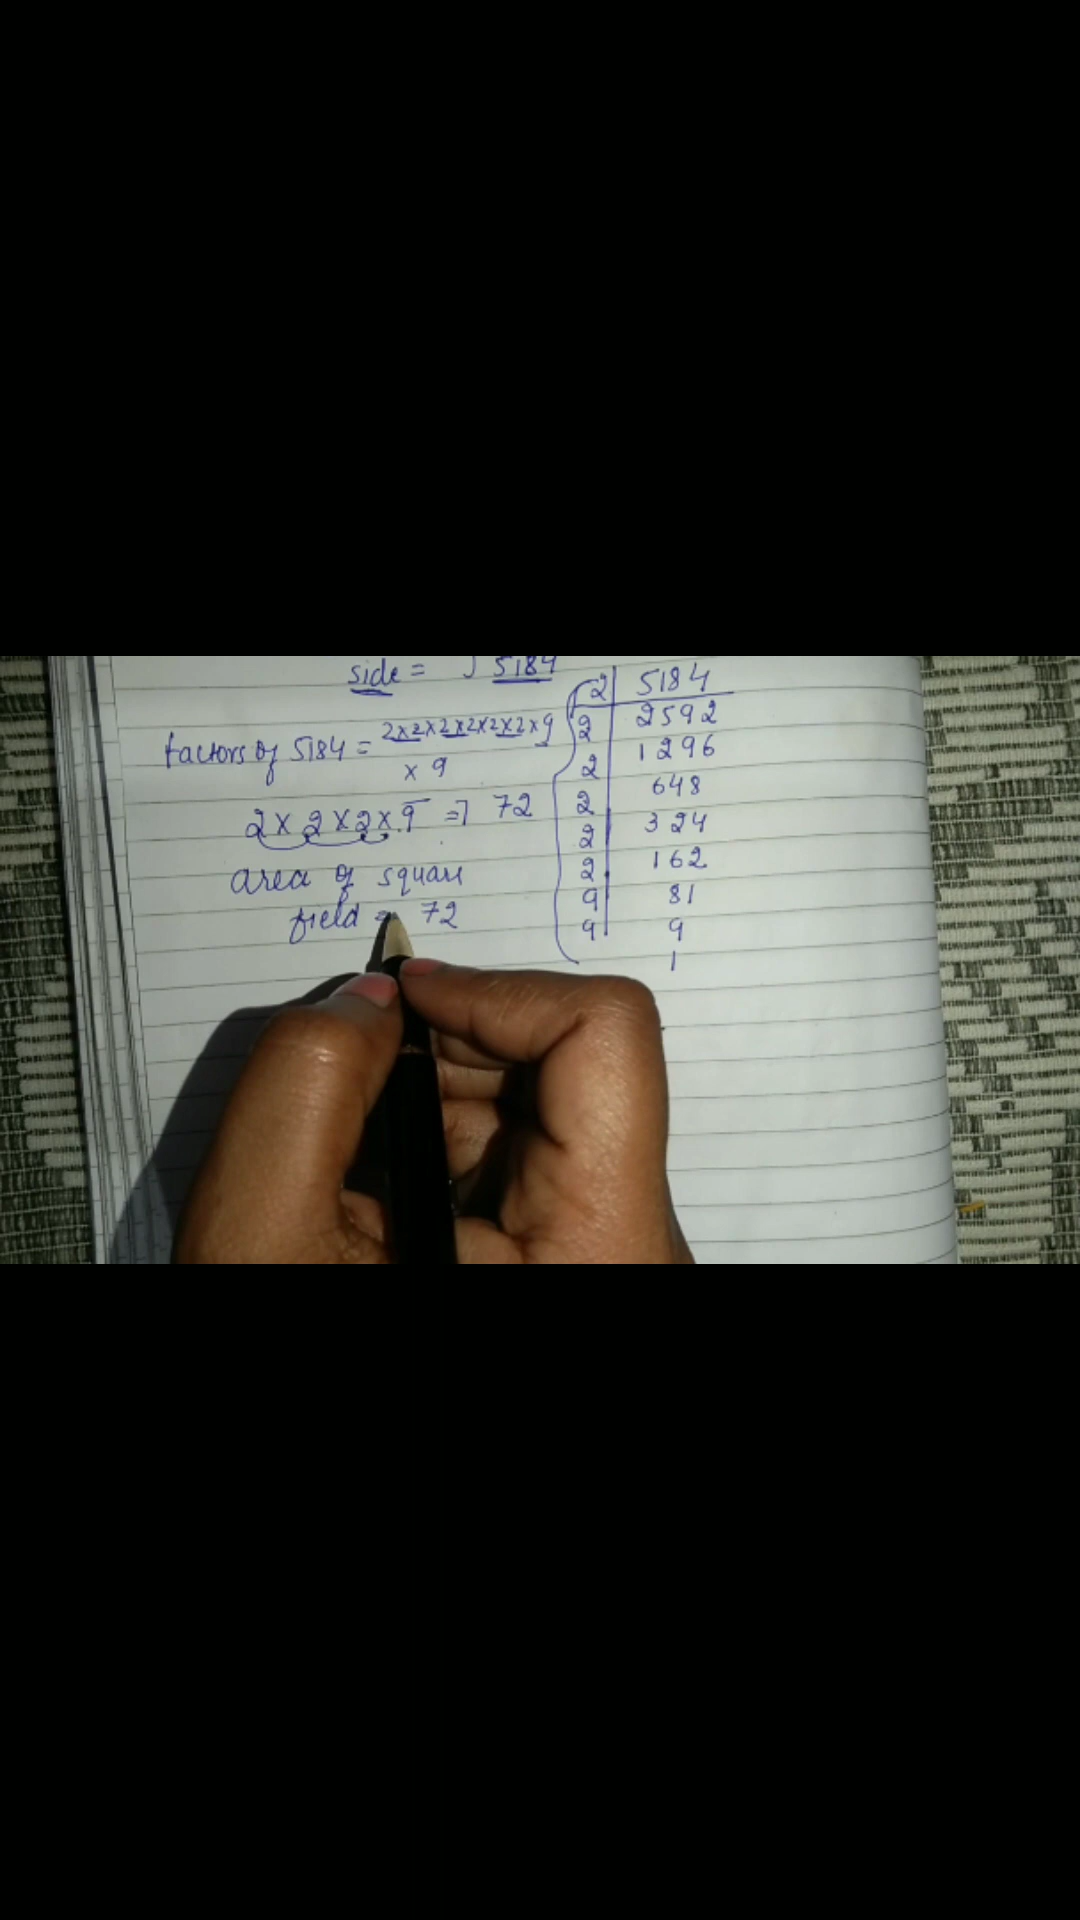 side = √ 5184
factors of 5184 = 2×2×2×2×2×2×9
× 9
2 × 2 × 2 × 9 => 72
area of square
field = 72
2 | 5184
2 | 2592
2 | 1296
2 | 648
2 | 324
2 | 162
9 | 81
9 | 9
1